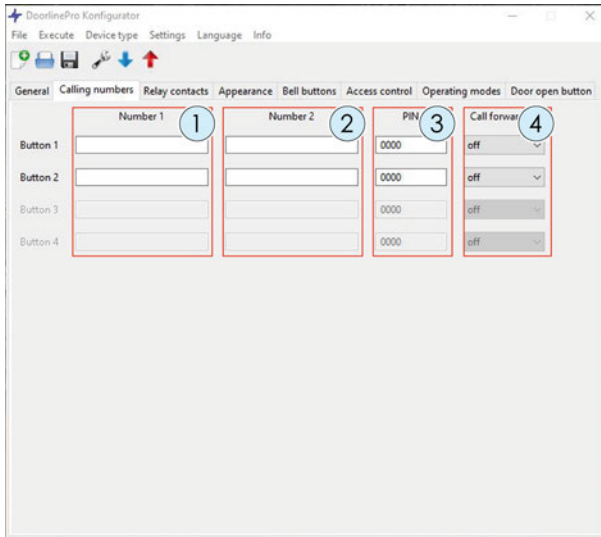 DoorlinePro Konfigurator
File Execute Device type Settings Language Info
General Calling numbers Relay contacts Appearance Bell buttons Access control Operating modes Door open button
Number 1 1 Number 2 2 PIN 3 Call forwar 4
Button 1 0000 off
Button 2 0000 off
Button 3 0000 off
Button 4 0000 off